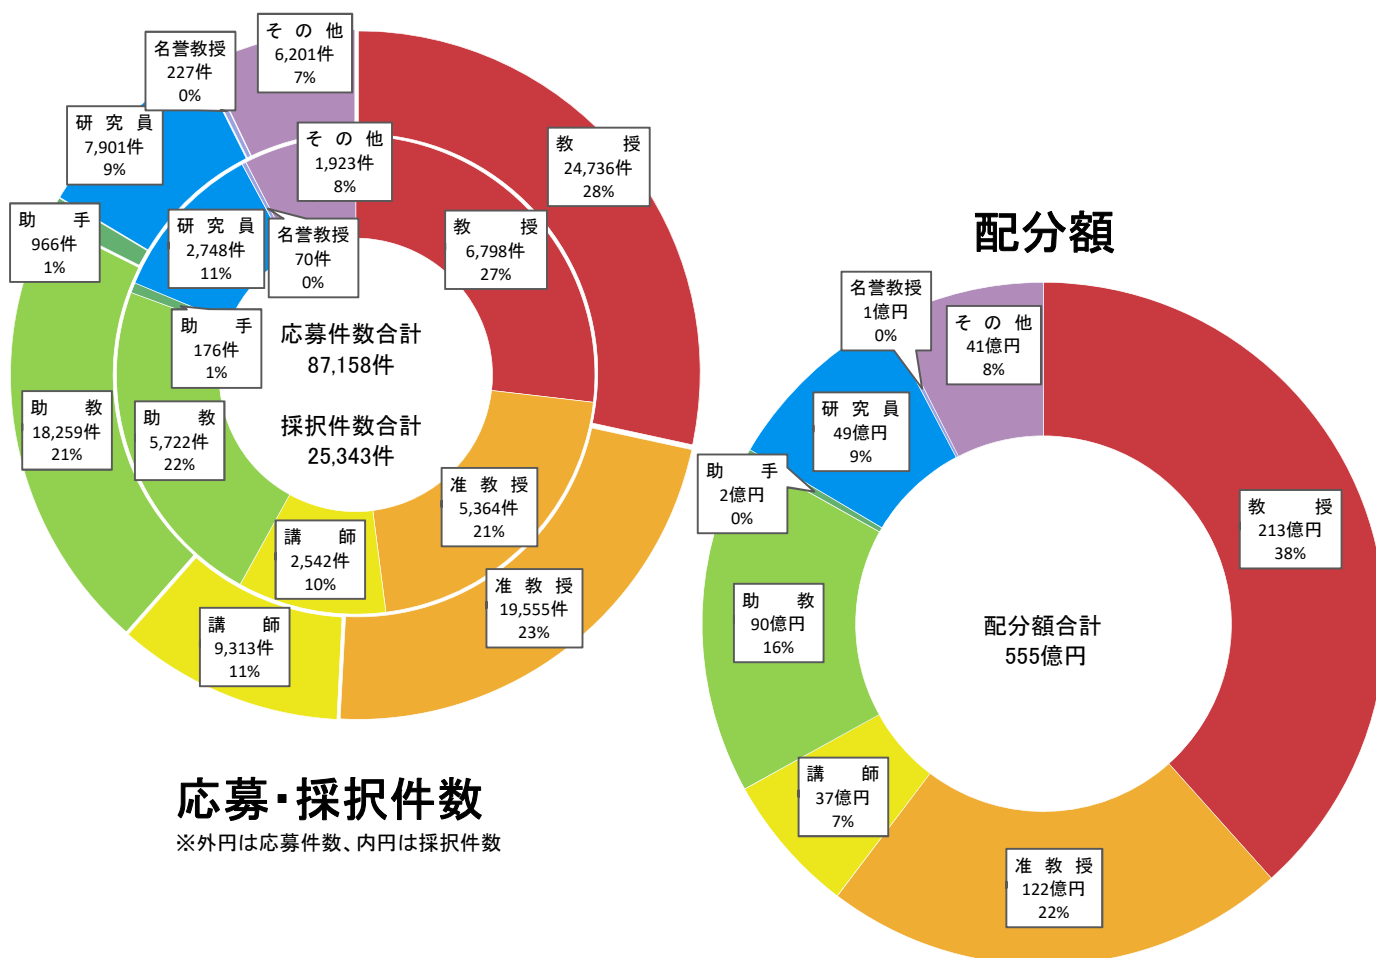 その他
6,201件
7%
名誉教授
227件
0%
研究員
7,901件
9%
助手
966件
1%
助教
18,259件
21%
講師
9,313件
11%
准教授
19,555件
23%
教授
24,736件
28%
その他
1,923件
8%
名誉教授
70件
0%
研究員
2,748件
11%
助手
176件
1%
助教
5,722件
22%
講師
2,542件
10%
准教授
5,364件
21%
教授
6,798件
27%
応募件数合計
87,158件
採択件数合計
25,343件
応募・採択件数
※外円は応募件数、内円は採択件数
配分額
名誉教授
1億円
0%
その他
41億円
8%
研究員
49億円
9%
助手
2億円
0%
助教
90億円
16%
講師
37億円
7%
准教授
122億円
22%
教授
213億円
38%
配分額合計
555億円